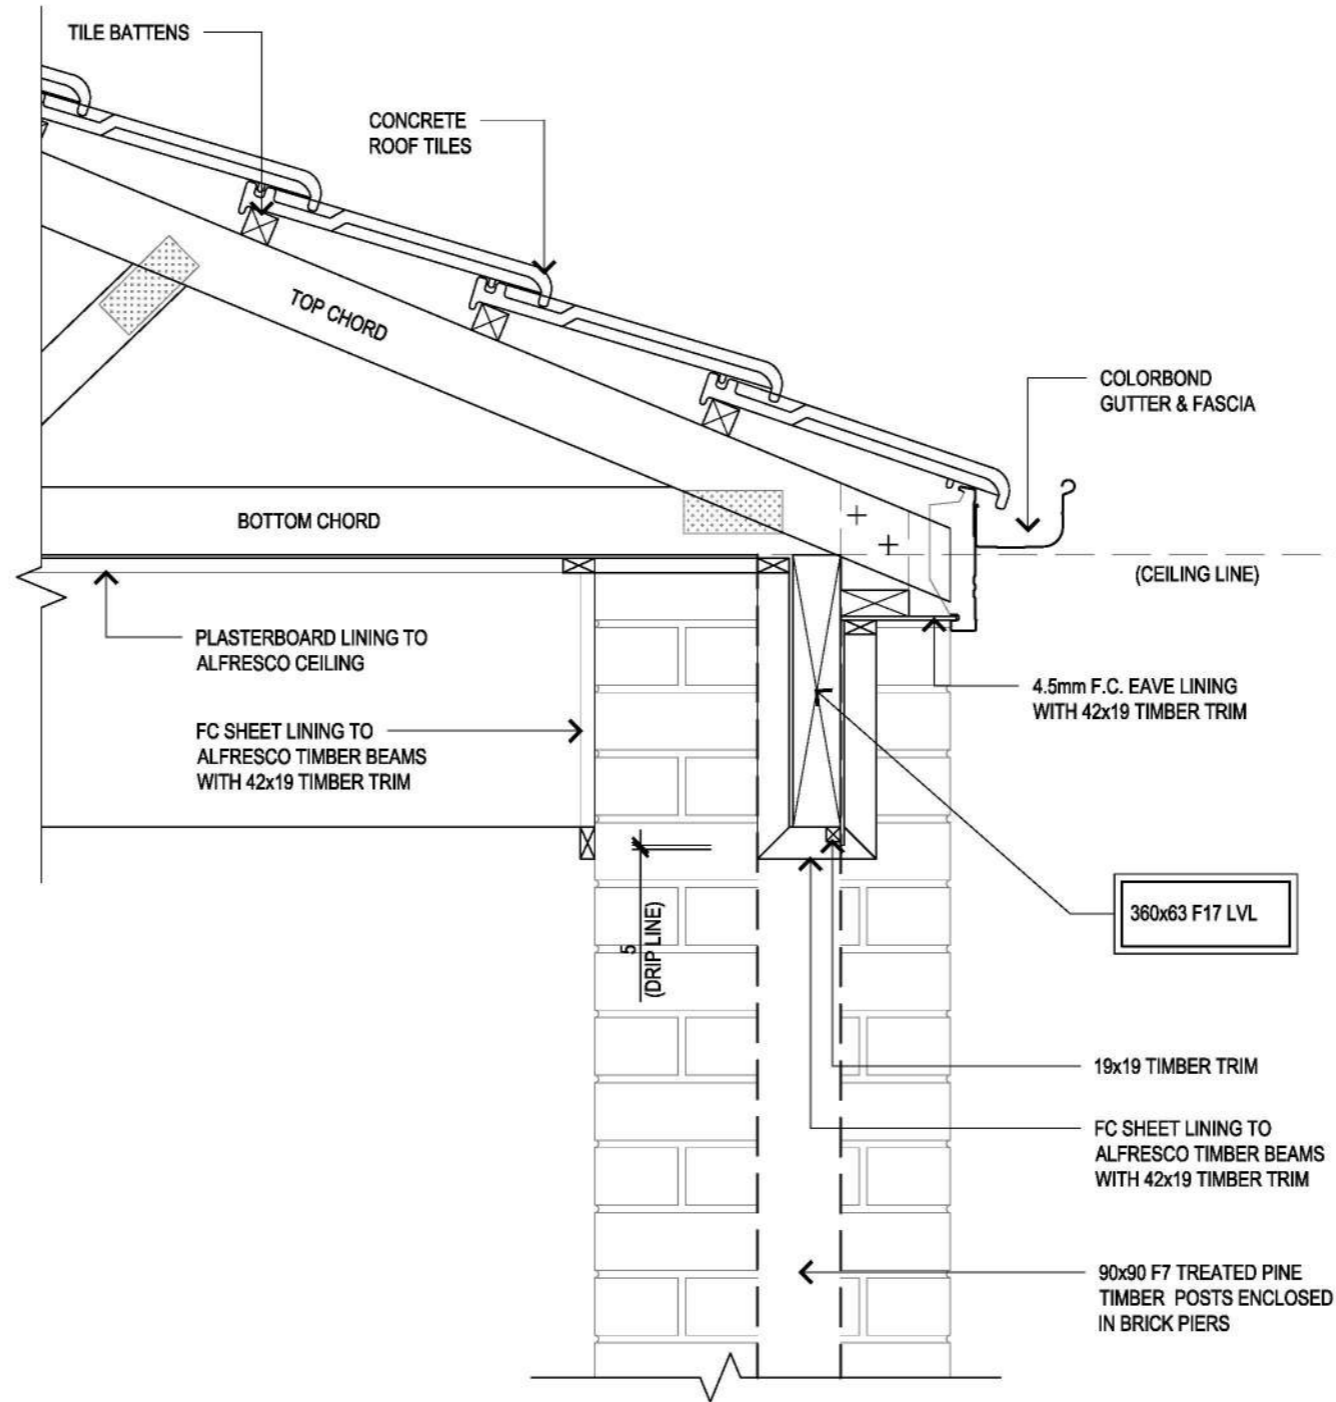 TILE BATTENS
CONCRETE
ROOF TILES
TOP CHORD
COLORBOND
GUTTER & FASCIA
BOTTOM CHORD
(CEILING LINE)
PLASTERBOARD LINING TO
ALFRESCO CEILING
4.5mm F.C. EAVE LINING
WITH 42x19 TIMBER TRIM
FC SHEET LINING TO
ALFRESCO TIMBER BEAMS
WITH 42x19 TIMBER TRIM
360x63 F17 LVL
5
(DRIP LINE)
19x19 TIMBER TRIM
FC SHEET LINING TO
ALFRESCO TIMBER BEAMS
WITH 42x19 TIMBER TRIM
90x90 F7 TREATED PINE
TIMBER POSTS ENCLOSED
IN BRICK PIERS